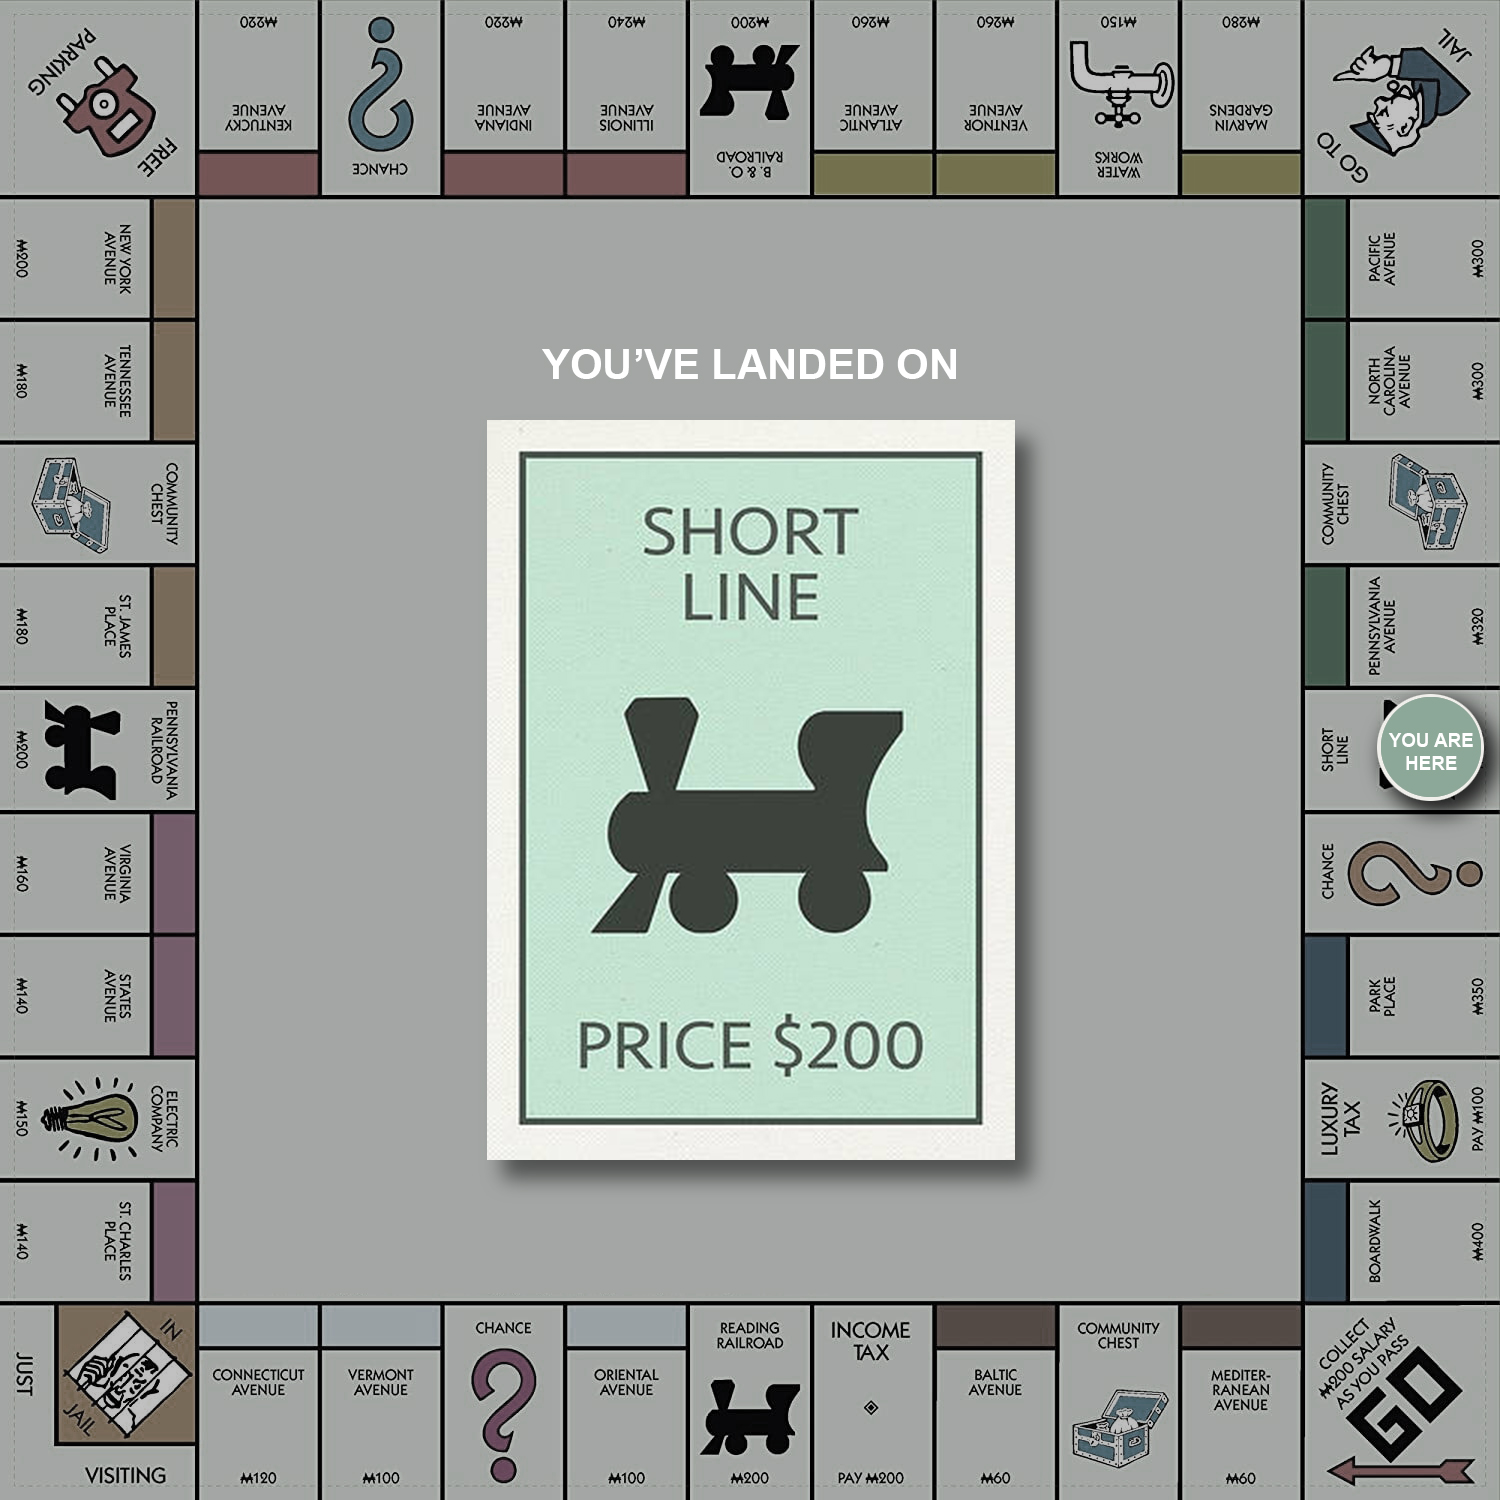 FREE
PARKING
₩220
KENTUCKY
AVENUE
CHANCE
₩220
INDIANA
AVENUE
₩240
ILLINOIS
AVENUE
₩200
B. & O.
RAILROAD
₩260
ATLANTIC
AVENUE
₩260
VENTNOR
AVENUE
₩150
WATER
WORKS
₩280
MARVIN
GARDENS
GO TO
JAIL
NEW YORK
AVENUE
₩200
TENNESSEE
AVENUE
₩180
COMMUNITY
CHEST
ST. JAMES
PLACE
₩180
PENNSYLVANIA
RAILROAD
₩200
VIRGINIA
AVENUE
₩160
STATES
AVENUE
₩140
ELECTRIC
COMPANY
₩150
ST. CHARLES
PLACE
₩140
YOU’VE LANDED ON
SHORT
LINE
PRICE $200
PACIFIC
AVENUE
₩300
NORTH
CAROLINA
AVENUE
₩300
COMMUNITY
CHEST
PENNSYLVANIA
AVENUE
₩320
SHORT
LINE
YOU ARE
HERE
CHANCE
PARK
PLACE
₩350
LUXURY
TAX
PAY ₩100
BOARDWALK
₩400
JUST
VISITING
IN
JAIL
CONNECTICUT
AVENUE
₩120
VERMONT
AVENUE
₩100
CHANCE
ORIENTAL
AVENUE
₩100
READING
RAILROAD
₩200
INCOME
TAX
PAY ₩200
BALTIC
AVENUE
₩60
COMMUNITY
CHEST
MEDITER-
RANEAN
AVENUE
₩60
COLLECT
₩200 SALARY
AS YOU PASS
GO